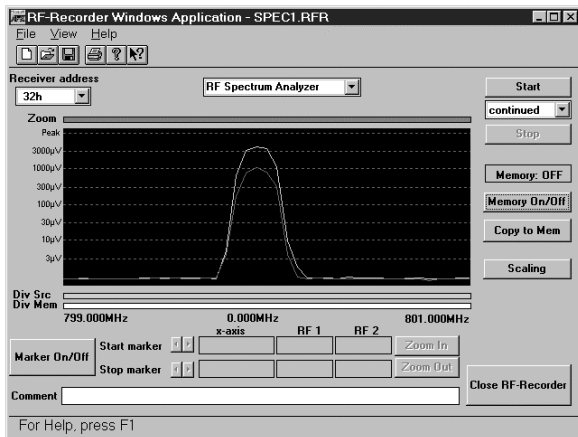 RF-Recorder Windows Application - SPEC1.RFR
File View Help
Receiver address
32h
RF Spectrum Analyzer
Start
continued
Stop
Zoom
Peak
3000µV
1000µV
300µV
100µV
30µV
10µV
3µV
Memory: OFF
Memory On/Off
Copy to Mem
Scaling
Div Src
Div Mem
799.000MHz 0.000MHz 801.000MHz
x-axis RF 1 RF 2
Marker On/Off
Start marker
Zoom In
Stop marker
Zoom Out
Close RF-Recorder
Comment
For Help, press F1